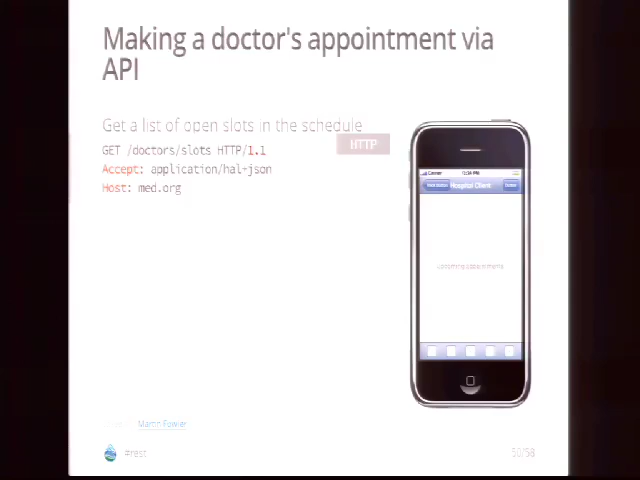 Making a doctor's appointment via
API
Get a list of open slots in the schedule
HTTP
GET /doctors/slots HTTP/1.1
Accept: application/hal+json
Host: med.org
Hospital Client
Martin Fowler
#rest
50/58